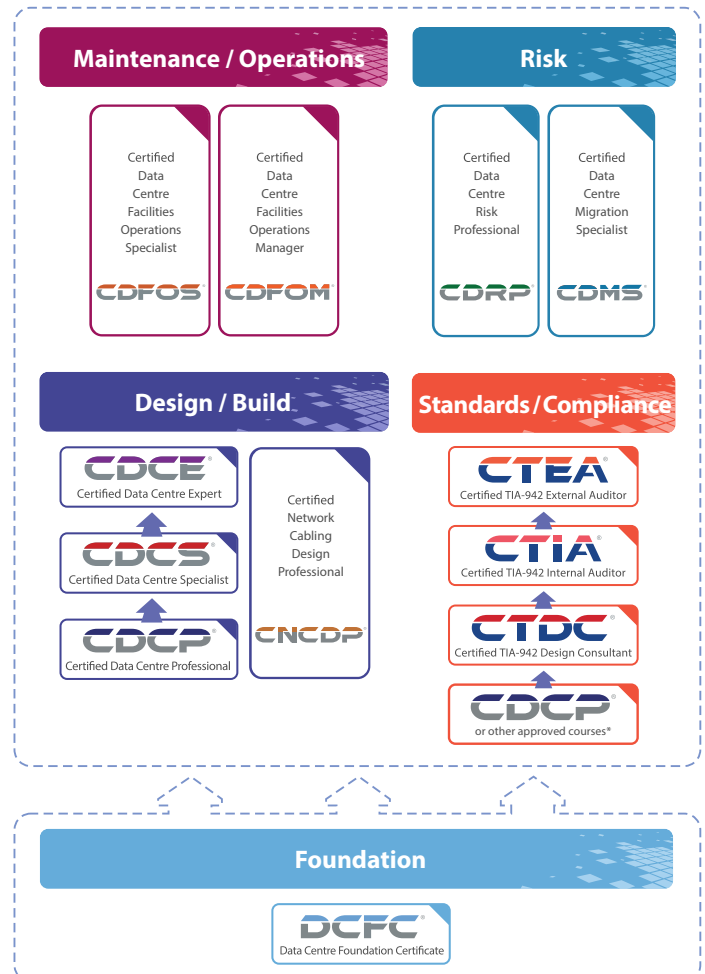 Maintenance / Operations
Certified
Data
Centre
Facilities
Operations
Specialist
CDFOS®
Certified
Data
Centre
Facilities
Operations
Manager
CDFOM®
Risk
Certified
Data
Centre
Risk
Professional
CDRP®
Certified
Data
Centre
Migration
Specialist
CDMS®
Design / Build
CDCE®
Certified Data Centre Expert
CDCS®
Certified Data Centre Specialist
CDCP®
Certified Data Centre Professional
Certified
Network
Cabling
Design
Professional
CNCDP®
Standards / Compliance
CTEA®
Certified TIA-942 External Auditor
CTIA®
Certified TIA-942 Internal Auditor
CTDC®
Certified TIA-942 Design Consultant
CDCP®
or other approved courses*
Foundation
DCFC®
Data Centre Foundation Certificate